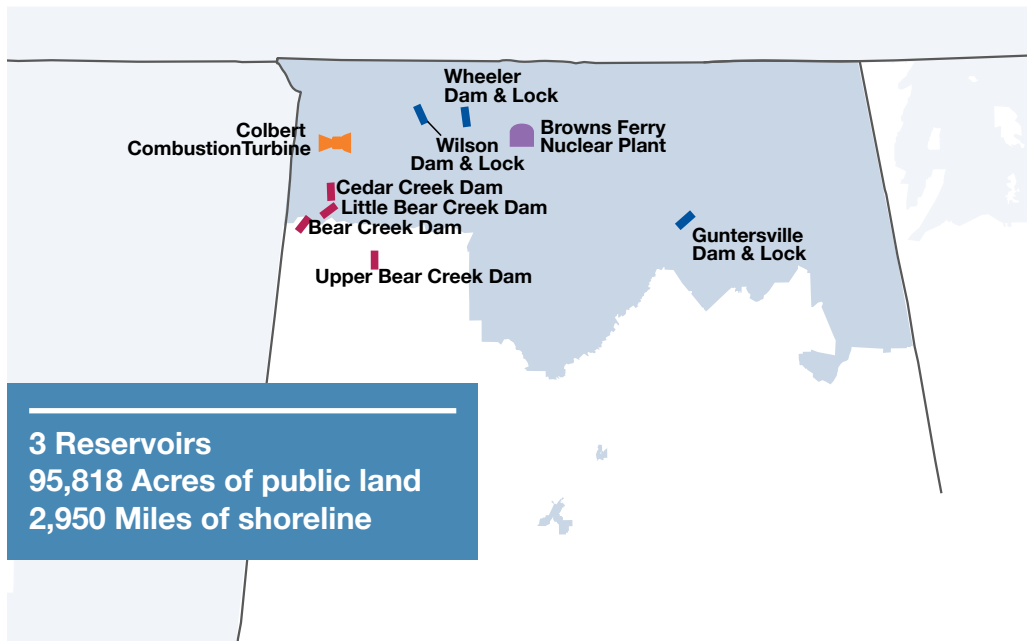 Wheeler
Dam & Lock
Colbert
CombustionTurbine
Wilson
Dam & Lock
Browns Ferry
Nuclear Plant
Cedar Creek Dam
Little Bear Creek Dam
Bear Creek Dam
Guntersville
Dam & Lock
Upper Bear Creek Dam
3 Reservoirs
95,818 Acres of public land
2,950 Miles of shoreline